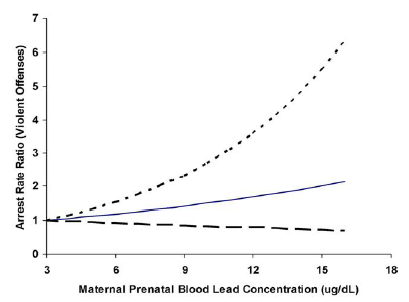 7
6
5
4
3
2
1
0
Arrest Rate Ratio (Violent Offenses)
3 6 9 12 15 18
Maternal Prenatal Blood Lead Concentration (ug/dL)